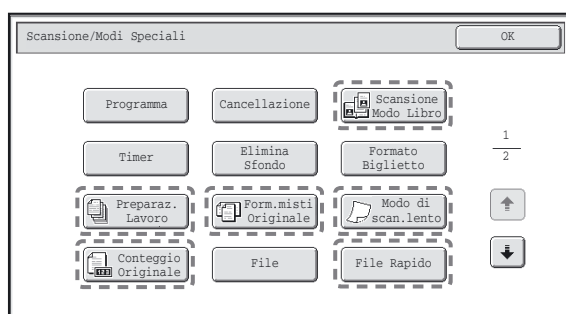 Scansione/Modi Speciali
OK
Programma
Cancellazione
Scansione
Modo Libro
Timer
Elimina
Sfondo
Formato
Biglietto
1
2
Preparaz.
Lavoro
Form.misti
Originale
Modo di
scan.lento
Conteggio
Originale
File
File Rapido